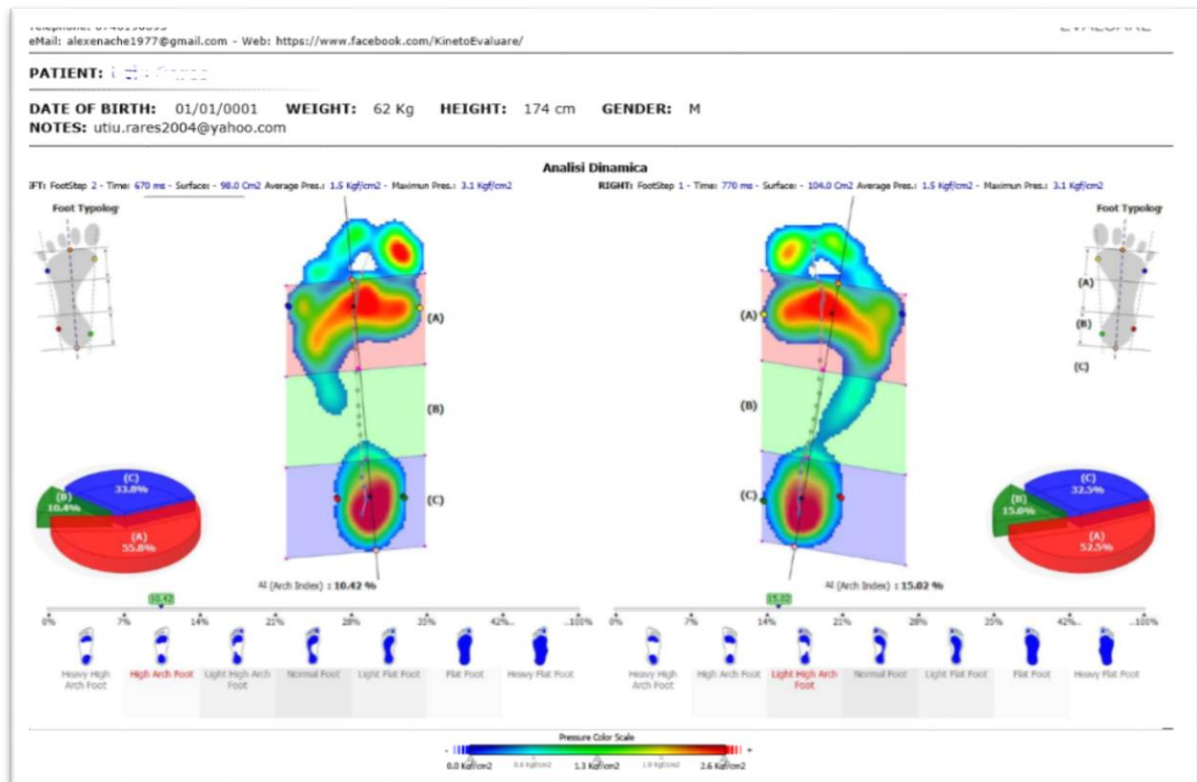 eMail: alexenache1977@gmail.com - Web: https://www.facebook.com/KinetoEvaluare/
PATIENT:
DATE OF BIRTH: 01/01/0001 WEIGHT: 62 Kg HEIGHT: 174 cm GENDER: M
NOTES: utiu.rares2004@yahoo.com
Analisi Dinamica
IFT: FootStep 2 - Time: 670 ms - Surface: - 98.0 Cm2 Average Pres.: 1.5 Kgf/cm2 - Maximun Pres.: 3.1 Kgf/cm2
RIGHT: FootStep 1 - Time: 770 ms - Surface: - 104.0 Cm2 Average Pres.: 1.5 Kgf/cm2 - Maximun Pres.: 3.1 Kgf/cm2
Foot Typolog
Foot Typolog
(A)
(B)
(C)
(A)
(B)
(C)
(A)
(B)
(C)
(C)
33.8%
(B)
10.4%
(A)
55.8%
(C)
32.5%
(B)
15.0%
(A)
52.5%
AI (Arch Index) : 10.42 %
AI (Arch Index) : 15.02 %
10.42
15.02
0% 7% 14% 21% 28% 35% 42%.. ..100%
0% 7% 14% 21% 28% 35% 42%.. ..100%
Heavy High Arch Foot
High Arch Foot
Light High Arch Foot
Normal Foot
Light Flat Foot
Flat Foot
Heavy Flat Foot
Heavy High Arch Foot
High Arch Foot
Light High Arch Foot
Normal Foot
Light Flat Foot
Flat Foot
Heavy Flat Foot
Pressure Color Scale
- +
0.0 Kgf/cm2 0.6 Kgf/cm2 1.3 Kgf/cm2 1.9 Kgf/cm2 2.6 Kgf/cm2